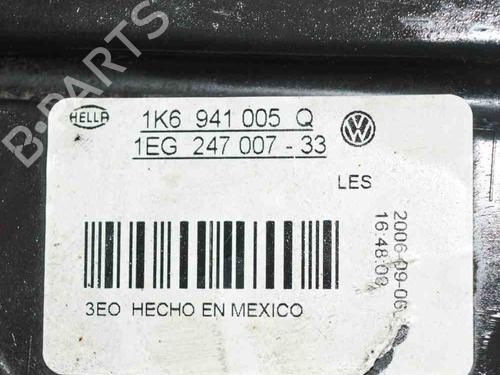 B-PARTS
HELLA
1K6 941 005 Q
1EG 247 007 - 33
LES
2006-09-06
16:48:09
3EO HECHO EN MEXICO